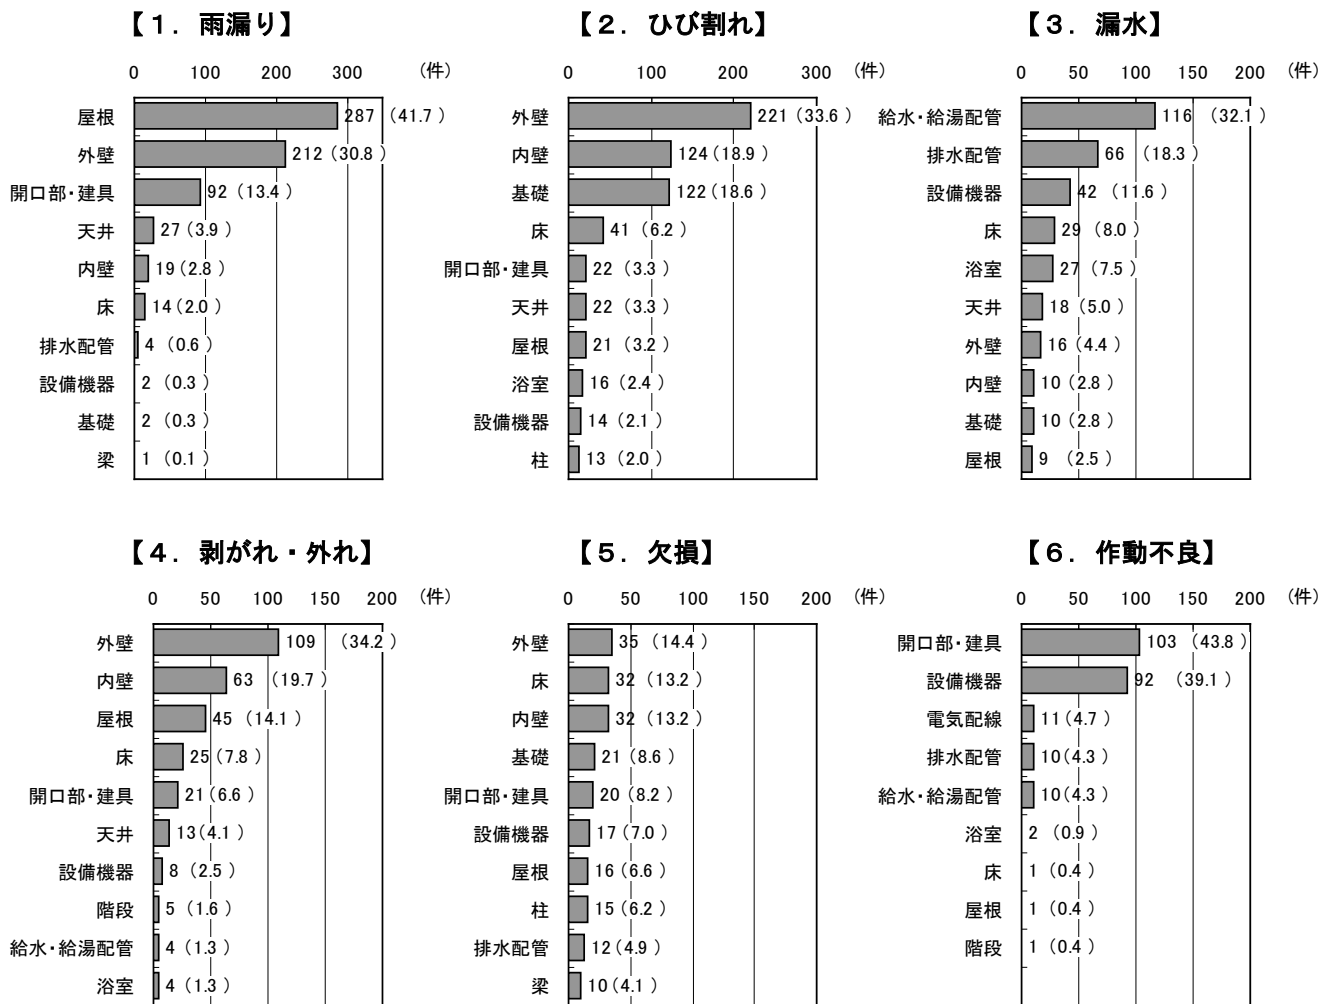 【１．雨漏り】
0 100 200 300 （件）
屋根 287 （41.7 ）
外壁 212 （30.8 ）
開口部・建具 92 （13.4 ）
天井 27（3.9 ）
内壁 19（2.8 ）
床 14（2.0 ）
排水配管 4 （0.6 ）
設備機器 2 （0.3 ）
基礎 2 （0.3 ）
梁 1 （0.1 ）
【２．ひび割れ】
0 100 200 300 （件）
外壁 221（33.6 ）
内壁 124（18.9 ）
基礎 122（18.6 ）
床 41 （6.2 ）
開口部・建具 22 （3.3 ）
天井 22 （3.3 ）
屋根 21 （3.2 ）
浴室 16 （2.4 ）
設備機器 14 （2.1 ）
柱 13 （2.0 ）
【３．漏水】
0 50 100 150 200 （件）
給水・給湯配管 116 （32.1 ）
排水配管 66 （18.3 ）
設備機器 42 （11.6 ）
床 29 （8.0 ）
浴室 27 （7.5 ）
天井 18（5.0 ）
外壁 16（4.4 ）
内壁 10（2.8 ）
基礎 10（2.8 ）
屋根 9 （2.5 ）
【４．剥がれ・外れ】
0 50 100 150 200 （件）
外壁 109 （34.2 ）
内壁 63 （19.7 ）
屋根 45 （14.1 ）
床 25（7.8 ）
開口部・建具 21（6.6 ）
天井 13（4.1 ）
設備機器 8 （2.5 ）
階段 5 （1.6 ）
給水・給湯配管 4 （1.3 ）
浴室 4 （1.3 ）
【５．欠損】
0 50 100 150 200 （件）
外壁 35 （14.4 ）
床 32 （13.2 ）
内壁 32 （13.2 ）
基礎 21（8.6 ）
開口部・建具 20 （8.2 ）
設備機器 17（7.0 ）
屋根 16（6.6 ）
柱 15（6.2 ）
排水配管 12（4.9 ）
梁 10（4.1 ）
【６．作動不良】
0 50 100 150 200 （件）
開口部・建具 103 （43.8 ）
設備機器 92 （39.1 ）
電気配線 11（4.7 ）
排水配管 10（4.3 ）
給水・給湯配管 10（4.3 ）
浴室 2 （0.9 ）
床 1 （0.4 ）
屋根 1 （0.4 ）
階段 1 （0.4 ）